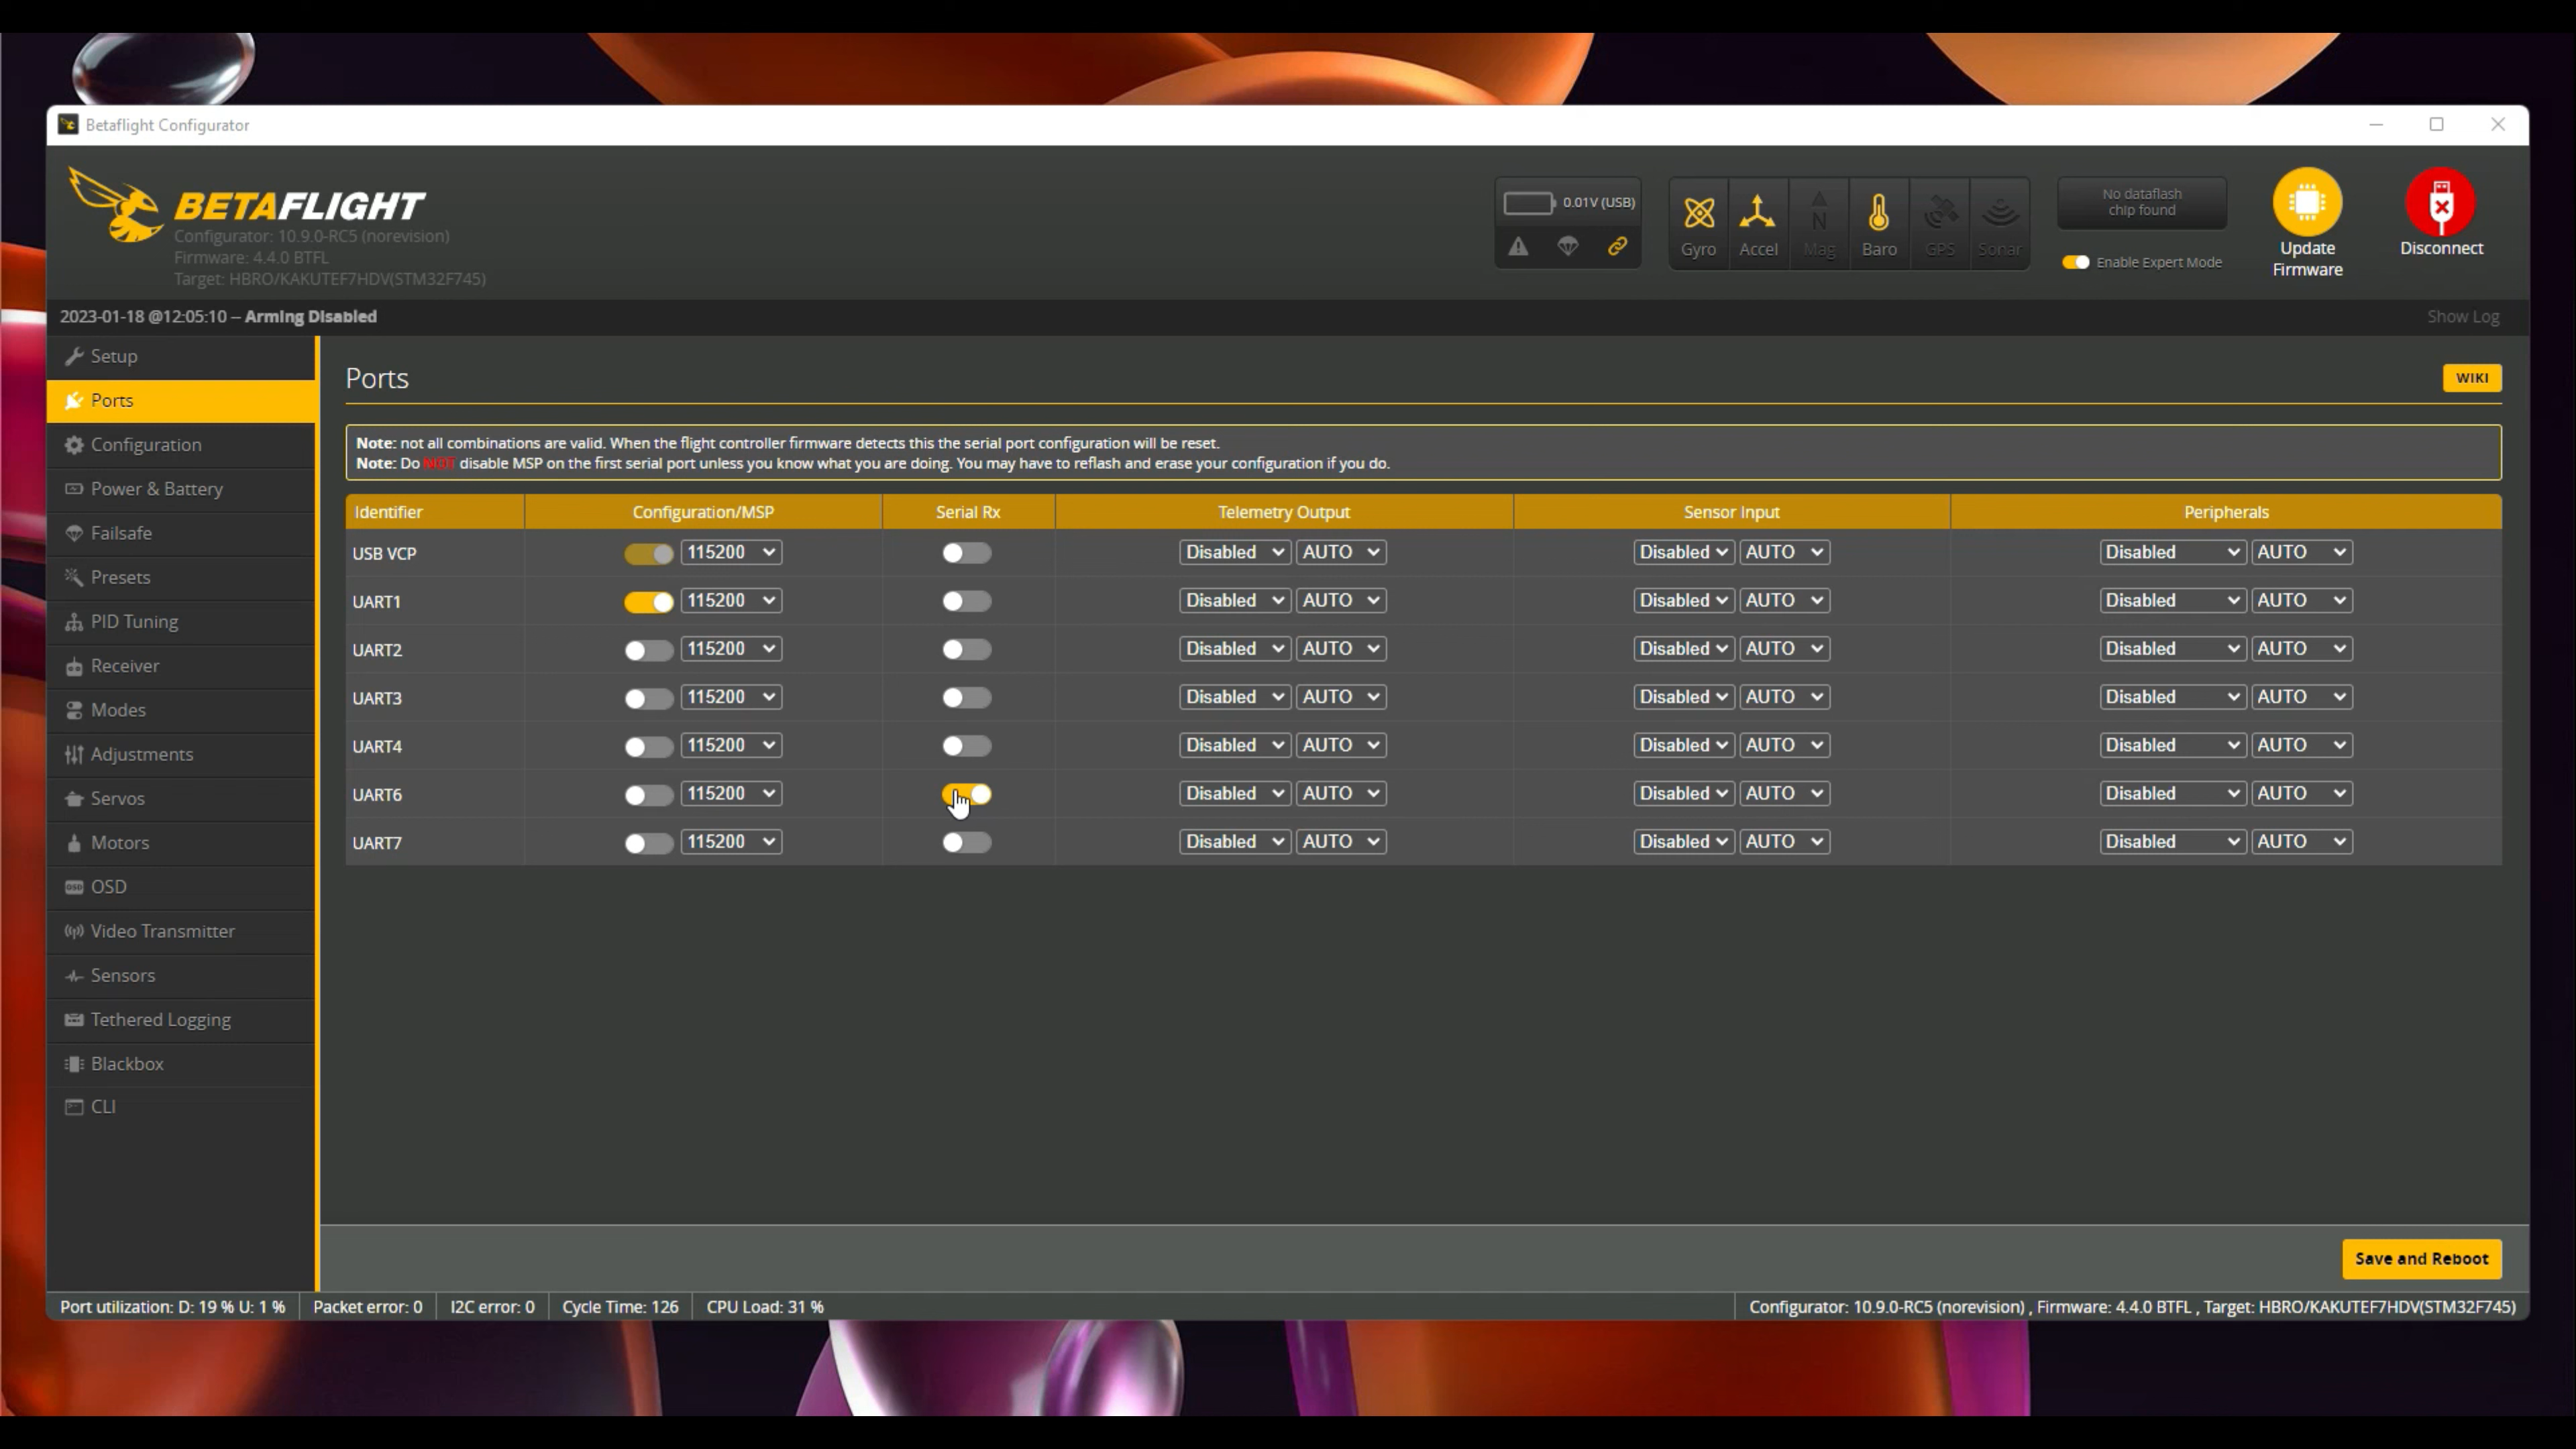 Betaflight Configurator
BETAFLIGHT
Configurator: 10.9.0-RC5 (norevision)
Firmware: 4.4.0 BTFL
Target: HBRO/KAKUTEF7HDV(STM32F745)
0.01V (USB)
Gyro Accel Mag Baro GPS Sonar
No dataflash
chip found
Enable Expert Mode
Update
Firmware
Disconnect
2023-01-18 @12:05:10 -- Arming Disabled
Show Log
Setup
Ports
Configuration
Power & Battery
Failsafe
Presets
PID Tuning
Receiver
Modes
Adjustments
Servos
Motors
OSD OSD
Video Transmitter
Sensors
Tethered Logging
Blackbox
CLI
Ports
WIKI
Note: not all combinations are valid. When the flight controller firmware detects this the serial port configuration will be reset.
Note: Do NOT disable MSP on the first serial port unless you know what you are doing. You may have to reflash and erase your configuration if you do.
Identifier Configuration/MSP Serial Rx Telemetry Output Sensor Input Peripherals
USB VCP 115200 Disabled AUTO Disabled AUTO Disabled AUTO
UART1 115200 Disabled AUTO Disabled AUTO Disabled AUTO
UART2 115200 Disabled AUTO Disabled AUTO Disabled AUTO
UART3 115200 Disabled AUTO Disabled AUTO Disabled AUTO
UART4 115200 Disabled AUTO Disabled AUTO Disabled AUTO
UART6 115200 Disabled AUTO Disabled AUTO Disabled AUTO
UART7 115200 Disabled AUTO Disabled AUTO Disabled AUTO
Save and Reboot
Port utilization: D: 19 % U: 1 % Packet error: 0 I2C error: 0 Cycle Time: 126 CPU Load: 31 % Configurator: 10.9.0-RC5 (norevision) , Firmware: 4.4.0 BTFL , Target: HBRO/KAKUTEF7HDV(STM32F745)